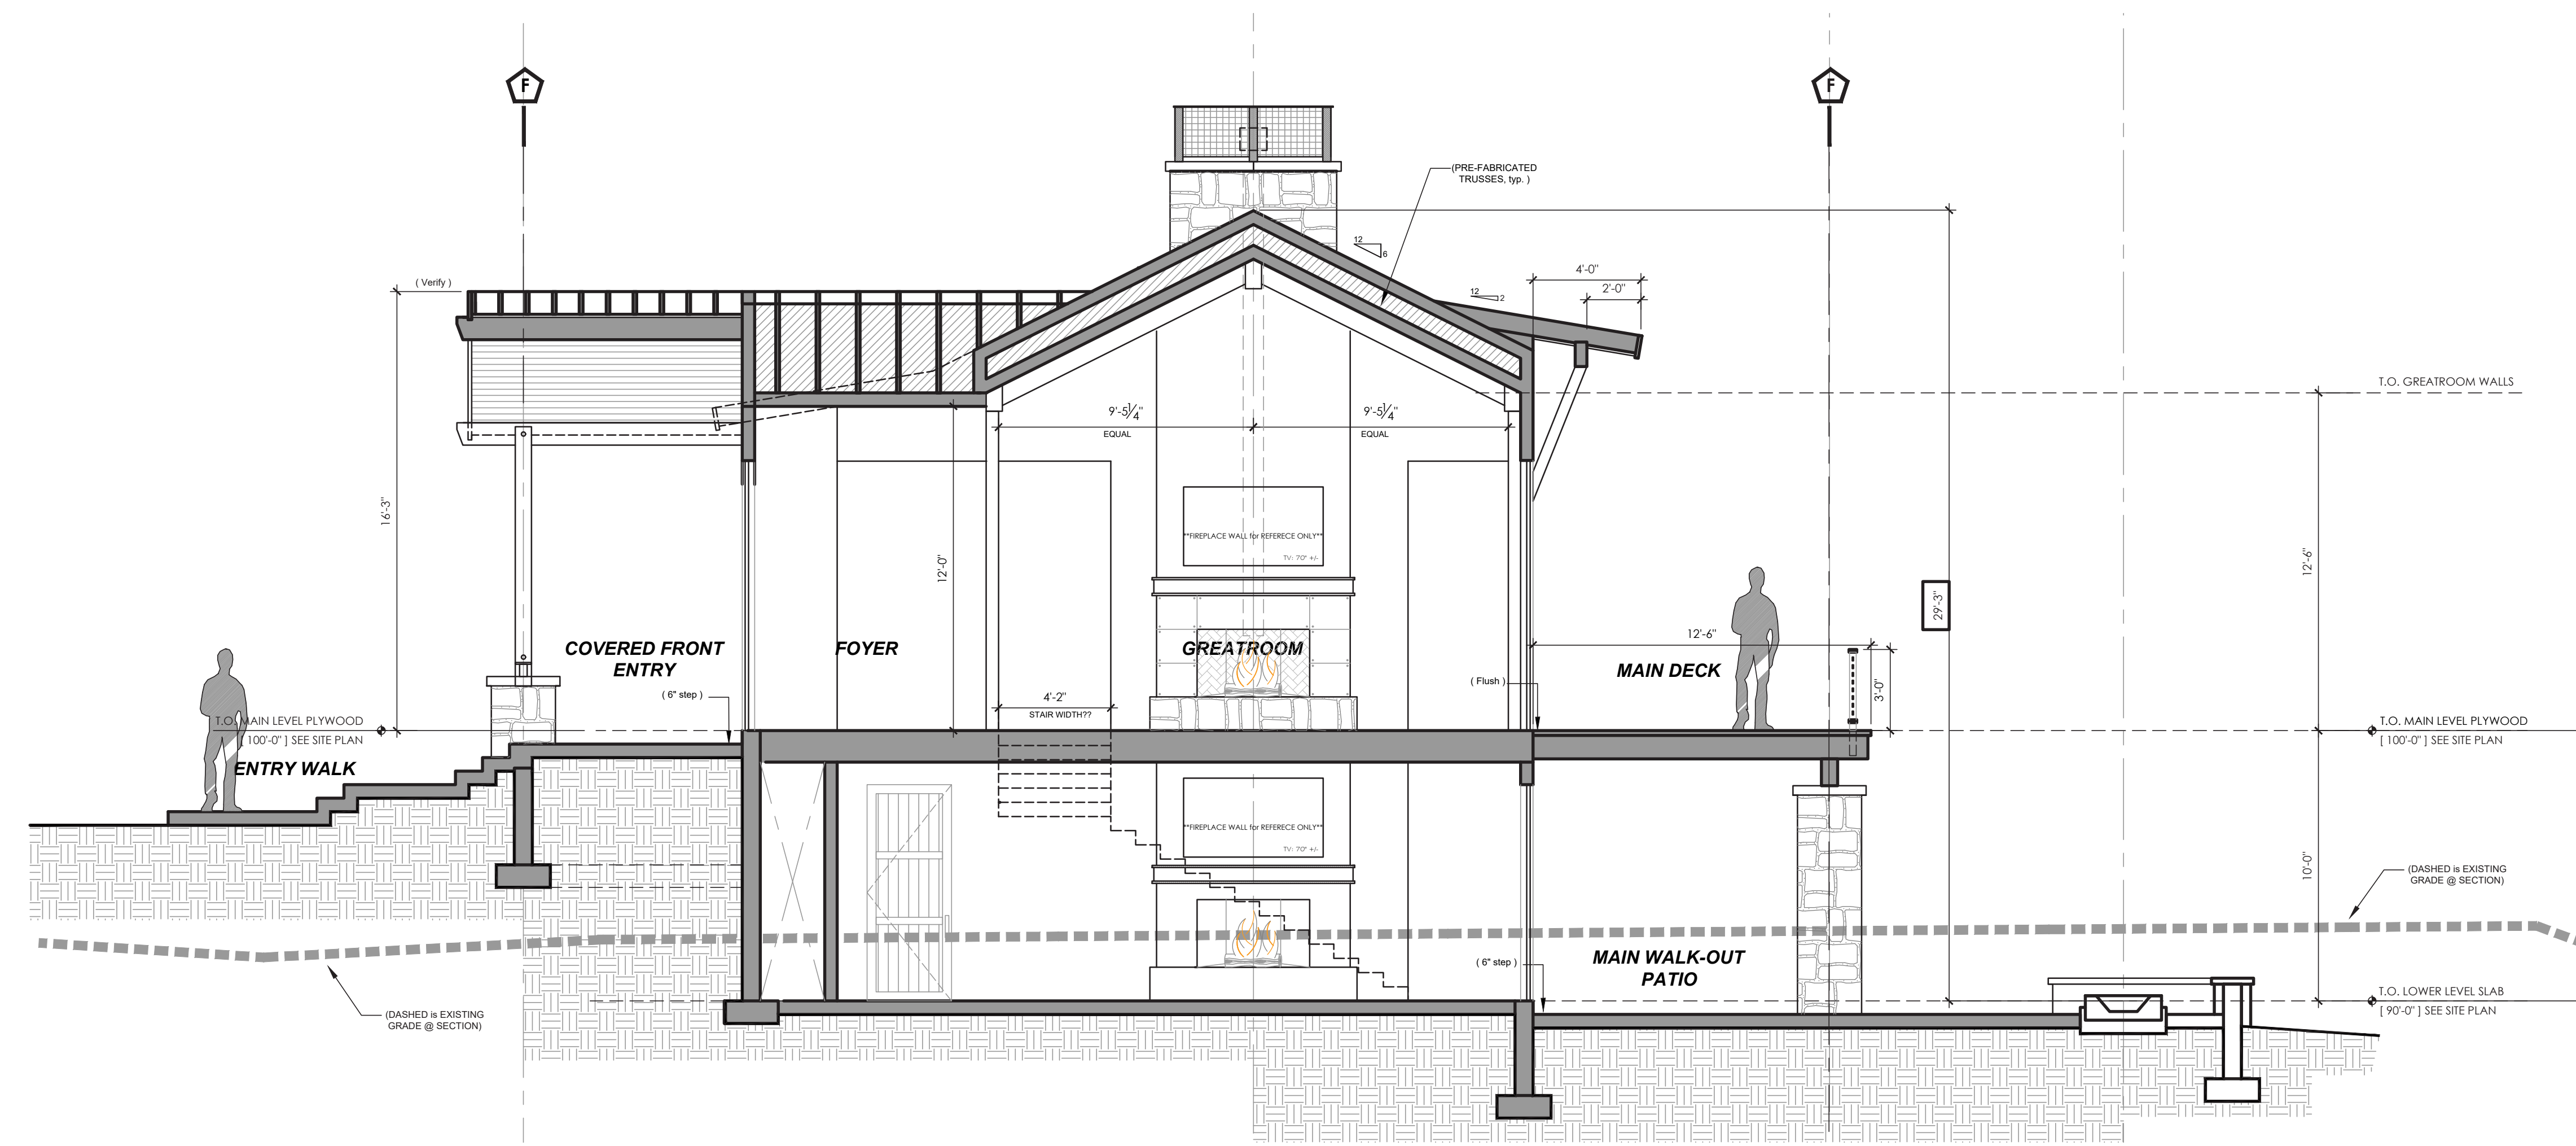 F
F
(PRE-FABRICATED
TRUSSES, typ. )
12
6
( Verify )
4'-0"
2'-0"
12
2
T.O. GREATROOM WALLS
9'-5 1/4"
EQUAL
9'-5 1/4"
EQUAL
16'-3"
12'-0"
**FIREPLACE WALL for REFERECE ONLY**
TV: 70" +/-
12'-6"
29'-3"
COVERED FRONT
ENTRY
FOYER
GREATROOM
12'-6"
MAIN DECK
3'-0"
( 6" step )
4'-2"
STAIR WIDTH??
( Flush )
T.O. MAIN LEVEL PLYWOOD
[ 100'-0" ] SEE SITE PLAN
T.O. MAIN LEVEL PLYWOOD
[ 100'-0" ] SEE SITE PLAN
ENTRY WALK
**FIREPLACE WALL for REFERECE ONLY**
TV: 70" +/-
10'-0"
(DASHED is EXISTING
GRADE @ SECTION)
( 6" step )
MAIN WALK-OUT
PATIO
T.O. LOWER LEVEL SLAB
[ 90'-0" ] SEE SITE PLAN
(DASHED is EXISTING
GRADE @ SECTION)